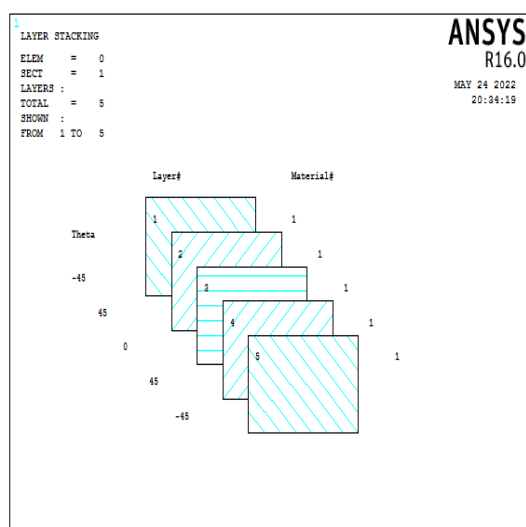 1
LAYER STACKING
ELEM = 0
SECT = 1
LAYERS :
TOTAL = 5
SHOWN :
FROM 1 TO 5
ANSYS
R16.0
MAY 24 2022
20:34:19
Layer# Material#
Theta
1 1
2 1
-45
3 1
45
4 1
0
5 1
45
-45